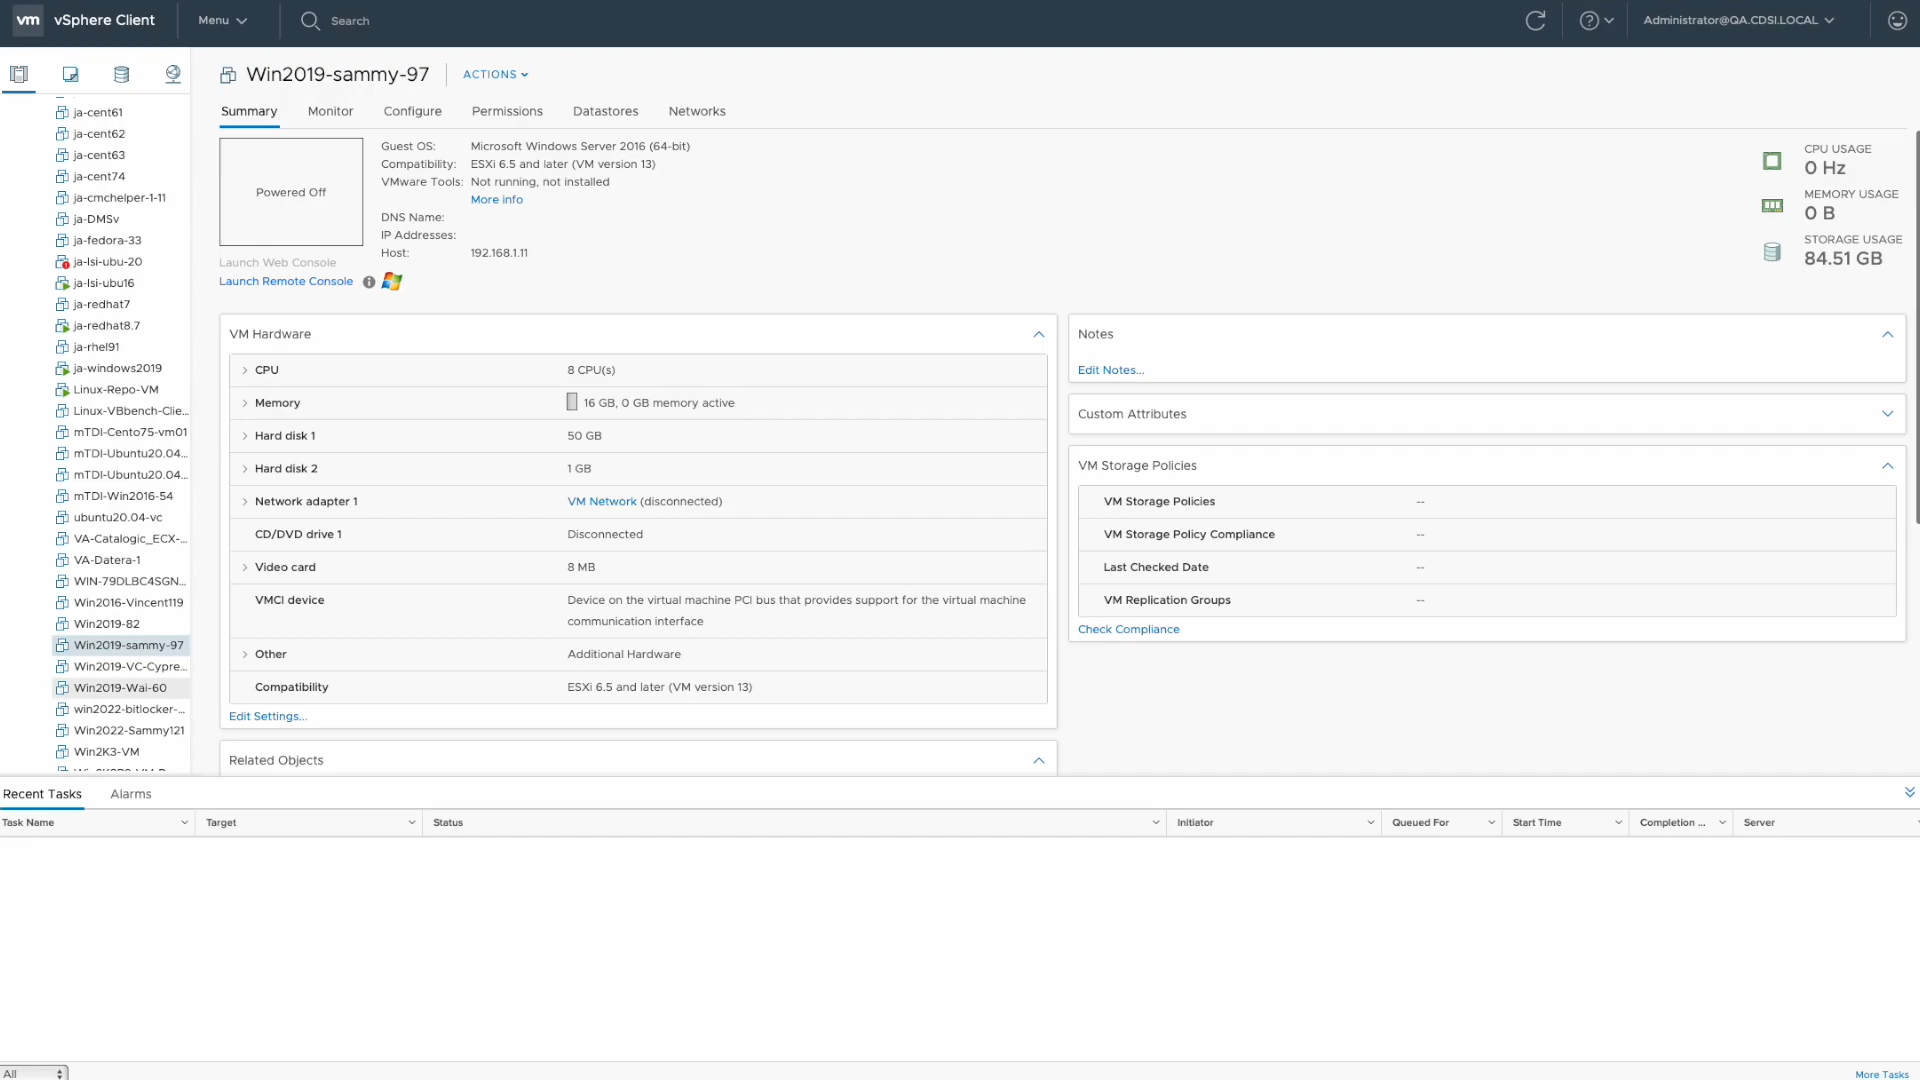 vm vSphere Client Menu Search Administrator@QA.CDSI.LOCAL
ja-cent61
ja-cent62
ja-cent63
ja-cent74
ja-cmchelper-1-11
ja-DMSv
ja-fedora-33
ja-lsi-ubu-20
ja-lsi-ubu16
ja-redhat7
ja-redhat8.7
ja-rhel91
ja-windows2019
Linux-Repo-VM
Linux-VBbench-Clie...
mTDI-Cento75-vm01
mTDI-Ubuntu20.04...
mTDI-Ubuntu20.04...
mTDI-Win2016-54
ubuntu20.04-vc
VA-Catalogic_ECX-...
VA-Datera-1
WIN-79DLBC4SGN...
Win2016-Vincent119
Win2019-82
Win2019-sammy-97
Win2019-VC-Cypre...
Win2019-Wai-60
win2022-bitlocker-...
Win2022-Sammy121
Win2K3-VM
Win2019-sammy-97 ACTIONS
Summary Monitor Configure Permissions Datastores Networks
Powered Off
Launch Web Console
Launch Remote Console
Guest OS: Microsoft Windows Server 2016 (64-bit)
Compatibility: ESXi 6.5 and later (VM version 13)
VMware Tools: Not running, not installed
More info
DNS Name:
IP Addresses:
Host: 192.168.1.11
CPU USAGE
0 Hz
MEMORY USAGE
0 B
STORAGE USAGE
84.51 GB
VM Hardware
CPU 8 CPU(s)
Memory 16 GB, 0 GB memory active
Hard disk 1 50 GB
Hard disk 2 1 GB
Network adapter 1 VM Network (disconnected)
CD/DVD drive 1 Disconnected
Video card 8 MB
VMCI device Device on the virtual machine PCI bus that provides support for the virtual machine
communication interface
Other Additional Hardware
Compatibility ESXi 6.5 and later (VM version 13)
Edit Settings...
Related Objects
Notes
Edit Notes...
Custom Attributes
VM Storage Policies
VM Storage Policies --
VM Storage Policy Compliance --
Last Checked Date --
VM Replication Groups --
Check Compliance
Recent Tasks Alarms
Task Name Target Status Initiator Queued For Start Time Completion ... Server
All More Tasks